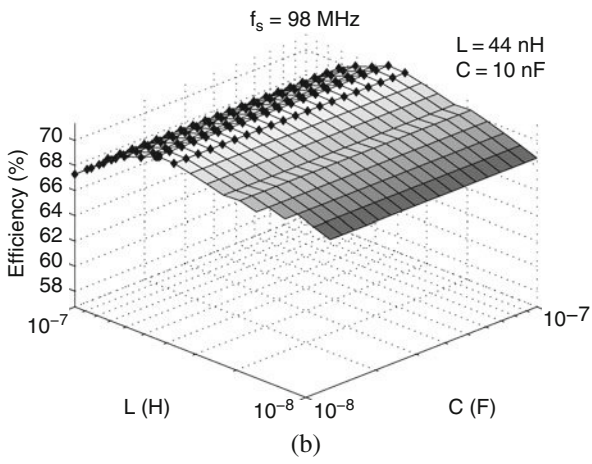 fₛ = 98 MHz
L = 44 nH
C = 10 nF
70
68
66
64
62
60
58
Efficiency (%)
10⁻⁷
10⁻⁷
L (H)
10⁻⁸
10⁻⁸
C (F)
(b)